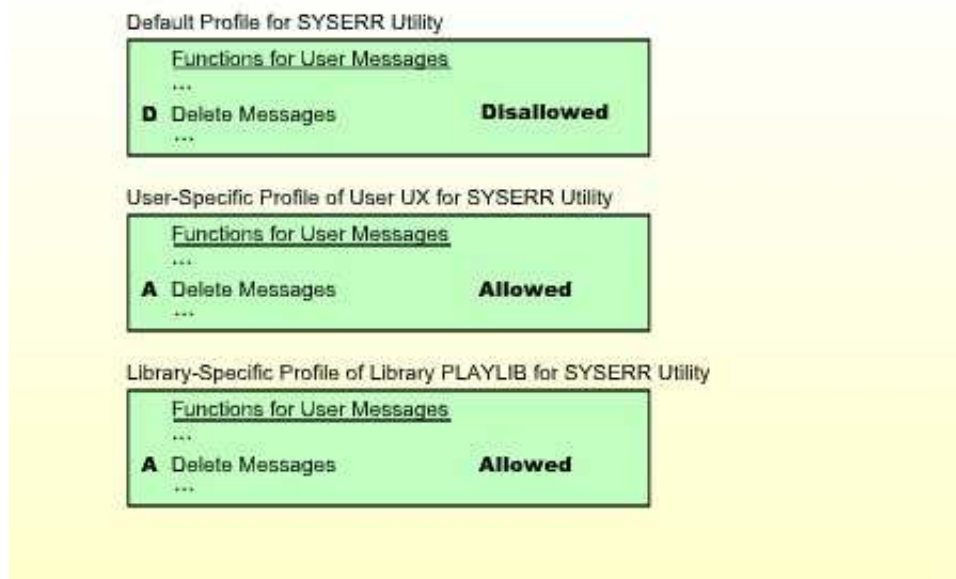 Default Profile for SYSERR Utility
Functions for User Messages
...
D Delete Messages Disallowed
...
User-Specific Profile of User UX for SYSERR Utility
Functions for User Messages
...
A Delete Messages Allowed
...
Library-Specific Profile of Library PLAYLIB for SYSERR Utility
Functions for User Messages
...
A Delete Messages Allowed
...